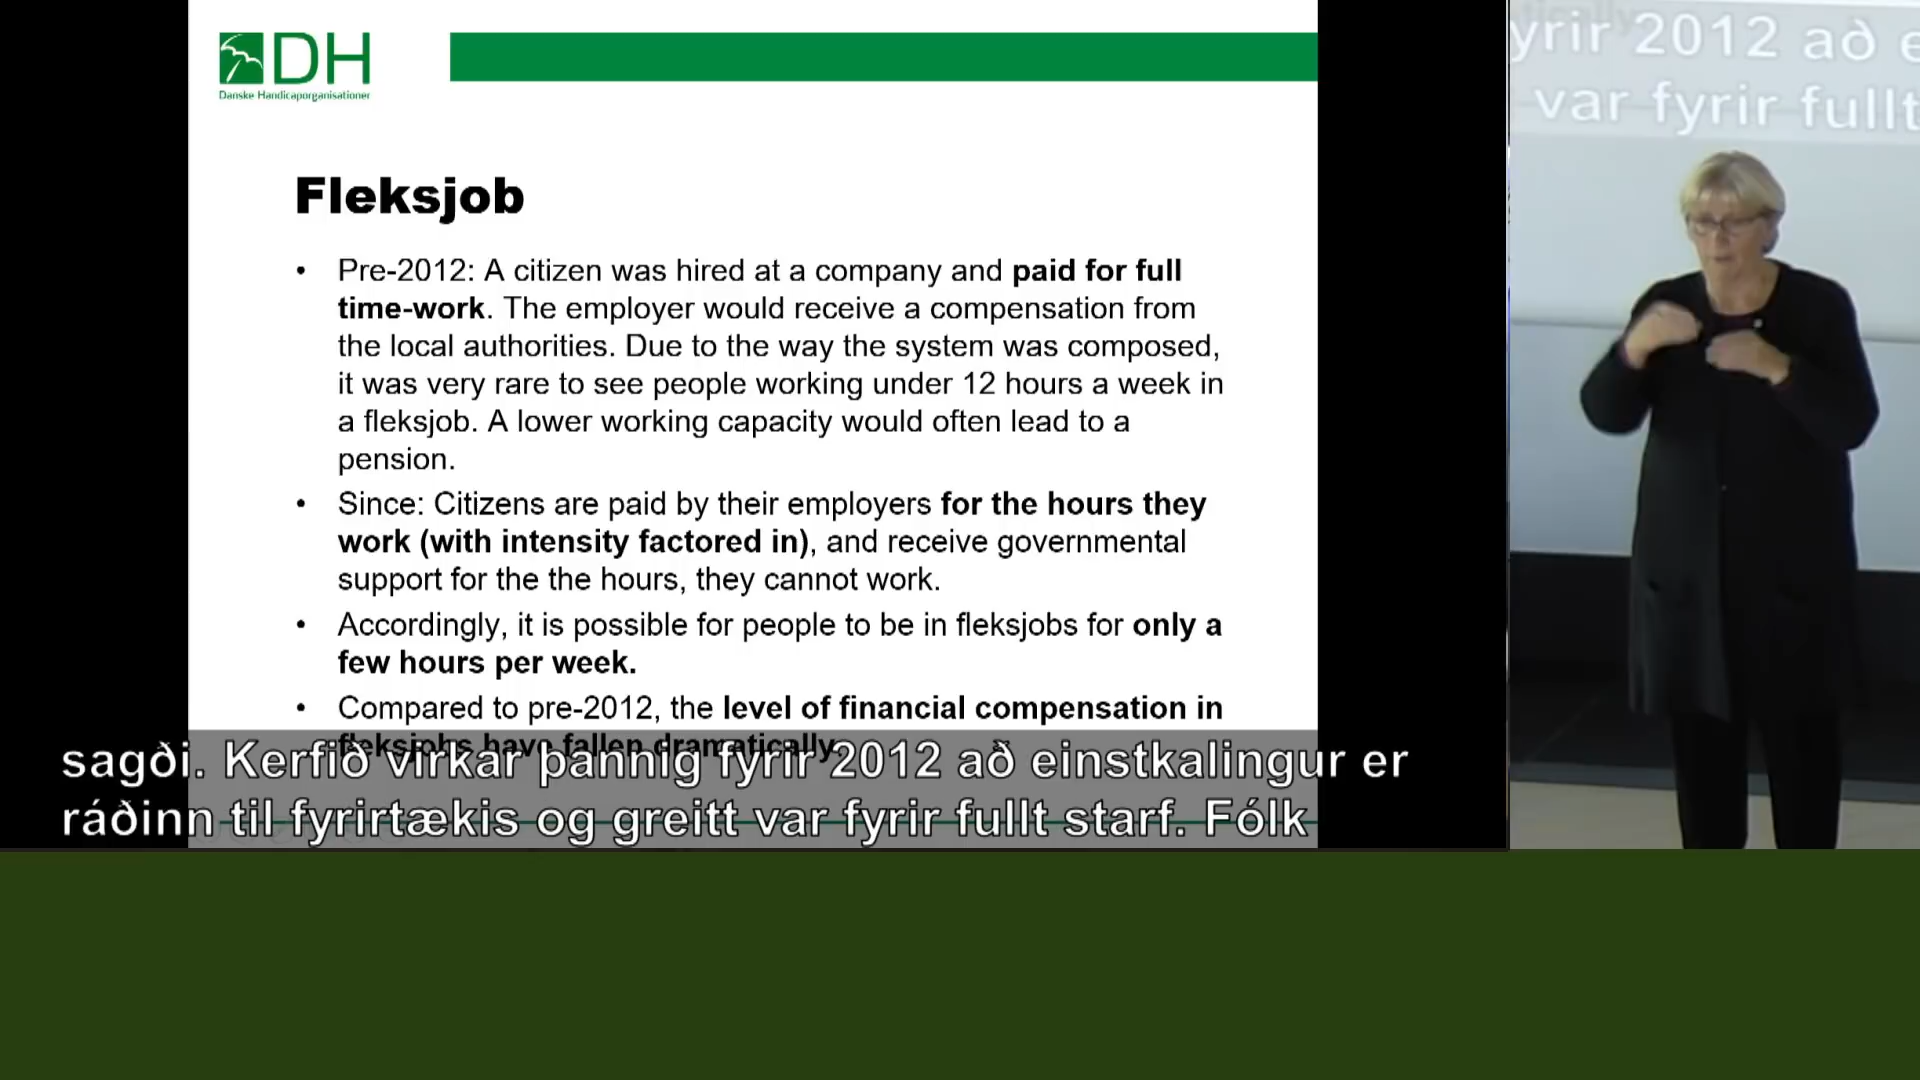 DH
Danske Handicaporganisationer
Fleksjob
• Pre-2012: A citizen was hired at a company and paid for full
time-work. The employer would receive a compensation from
the local authorities. Due to the way the system was composed,
it was very rare to see people working under 12 hours a week in
a fleksjob. A lower working capacity would often lead to a
pension.
• Since: Citizens are paid by their employers for the hours they
work (with intensity factored in), and receive governmental
support for the the hours, they cannot work.
• Accordingly, it is possible for people to be in fleksjobs for only a
few hours per week.
• Compared to pre-2012, the level of financial compensation in
fleksjobs have fallen dramatically.
sagði. Kerfið virkar þannig fyrir 2012 að einstkalingur er
ráðinn til fyrirtækis og greitt var fyrir fullt starf. Fólk
yrir 2012 að e
var fyrir fullt